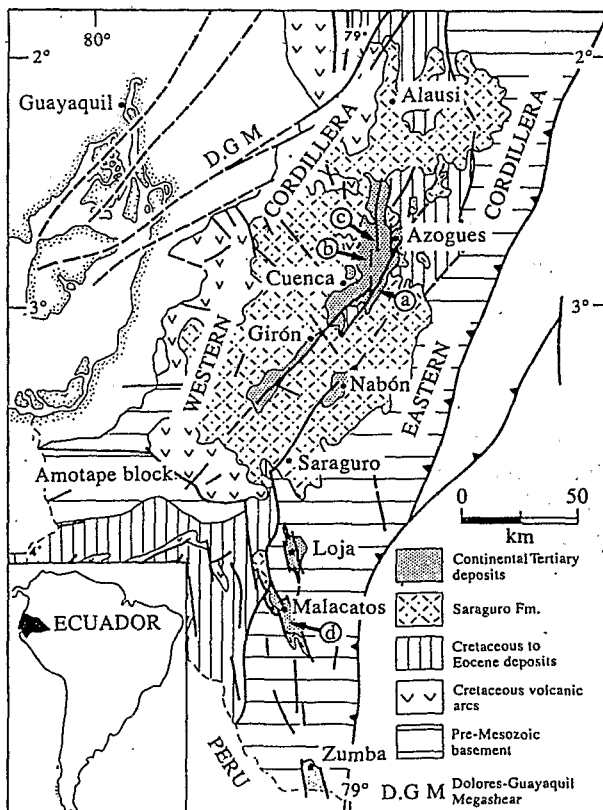 80°
79°
2°
2°
Guayaquil
Alausi
D.G M
CORDILLERA
CORDILLERA
c
b
Azogues
Cuenca
a
3°
3°
Girón
WESTERN
EASTERN
Nabón
Amotape block
Saraguro
0 50
km
4°
Loja
Malacatos
d
ECUADOR
PERU
Zumba
79°
Continental Tertiary
deposits
Saraguro Fm.
Cretaceous to
Eocene deposits
Cretaceous volcanic
arcs
Pre-Mesozoic
basement
D.G M Dolores-Guayaquil
Megashear